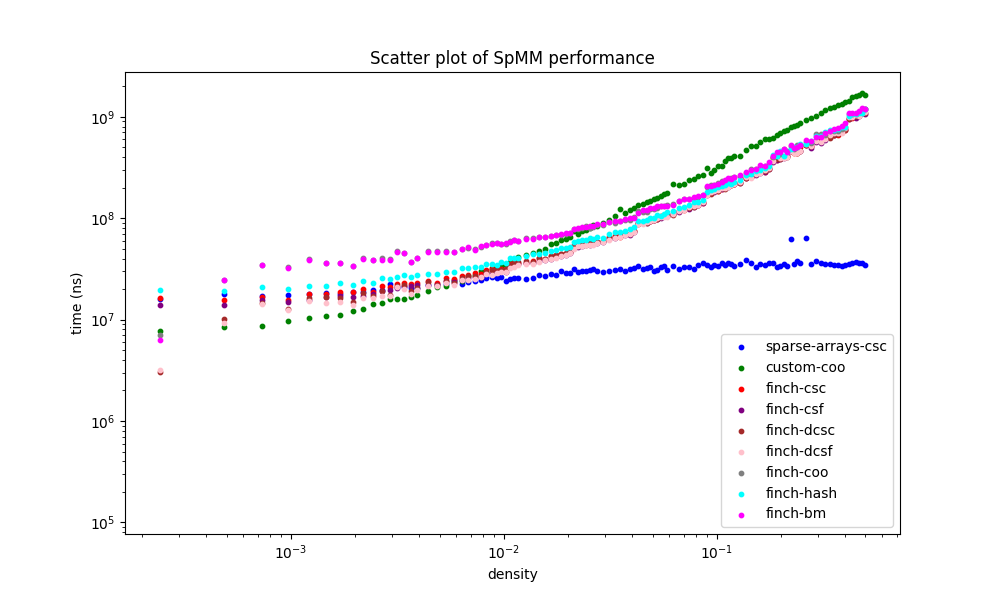 Scatter plot of SpMM performance
time (ns)
10^9
10^8
10^7
10^6
10^5
10^-3
10^-2
10^-1
density
sparse-arrays-csc
custom-coo
finch-csc
finch-csf
finch-dcsc
finch-dcsf
finch-coo
finch-hash
finch-bm